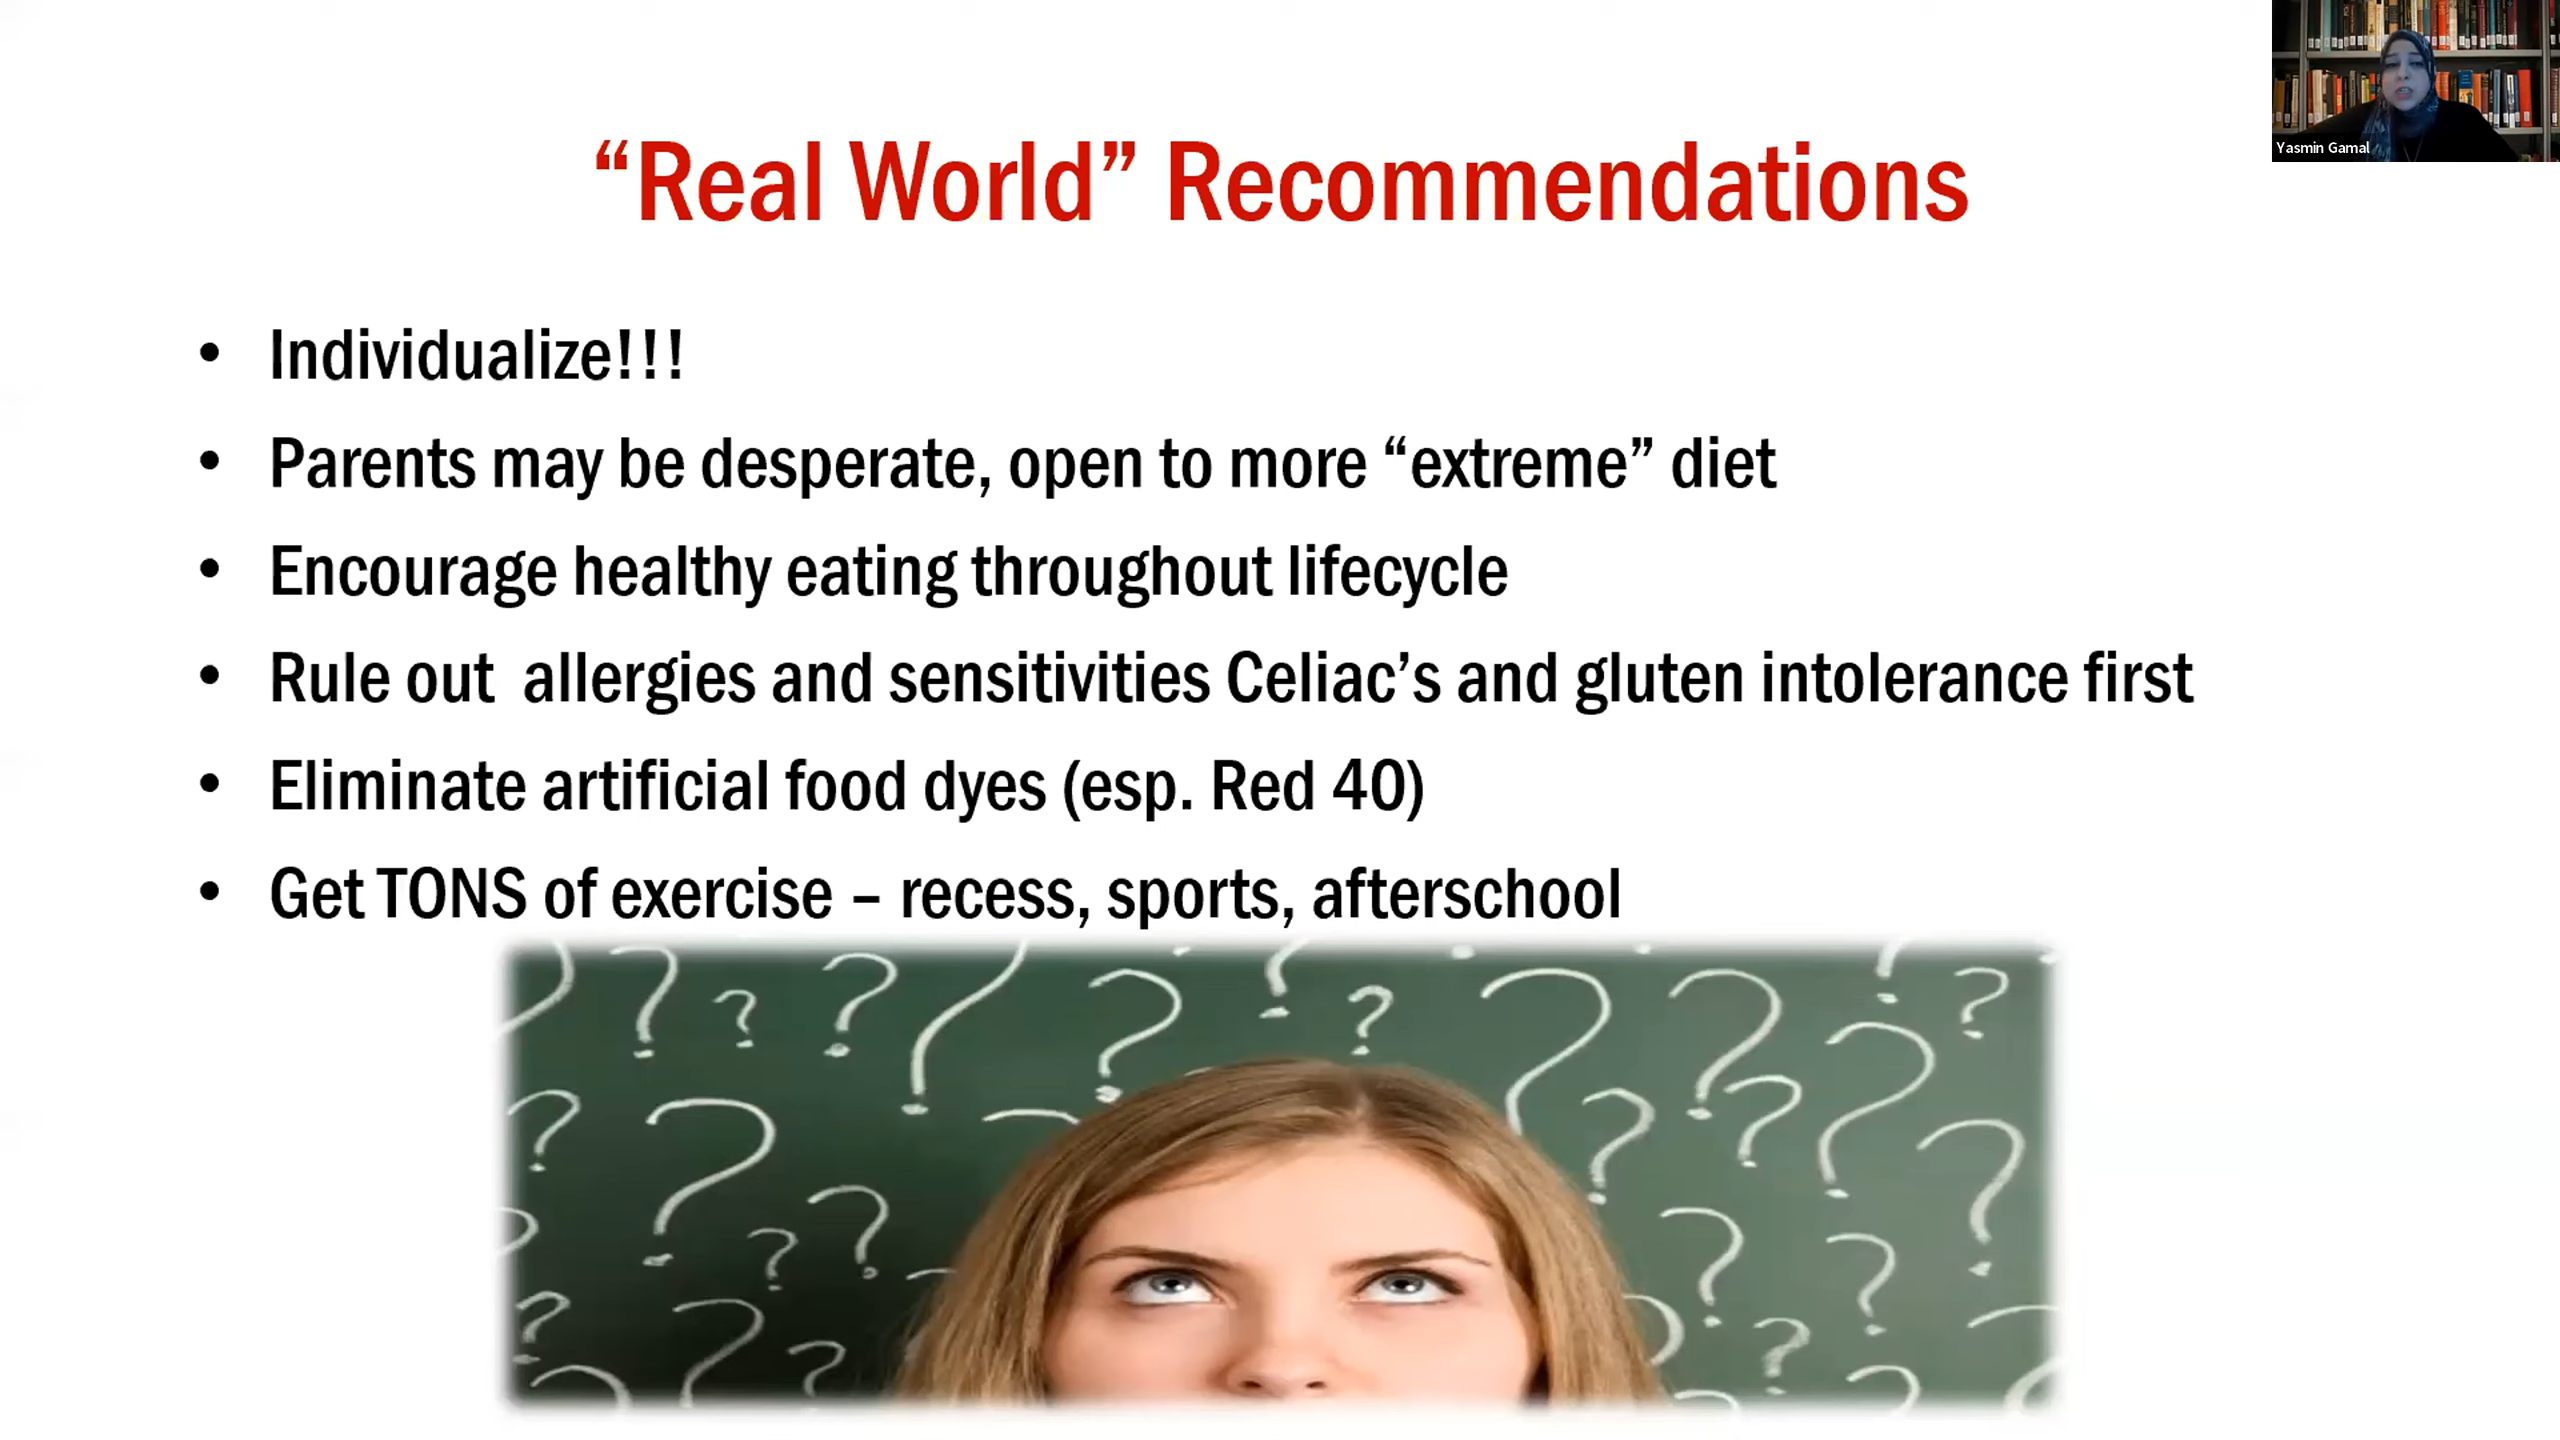 “Real World” Recommendations
Yasmin Gamal
• Individualize!!!
• Parents may be desperate, open to more “extreme” diet
• Encourage healthy eating throughout lifecycle
• Rule out  allergies and sensitivities Celiac’s and gluten intolerance first
• Eliminate artificial food dyes (esp. Red 40)
• Get TONS of exercise – recess, sports, afterschool